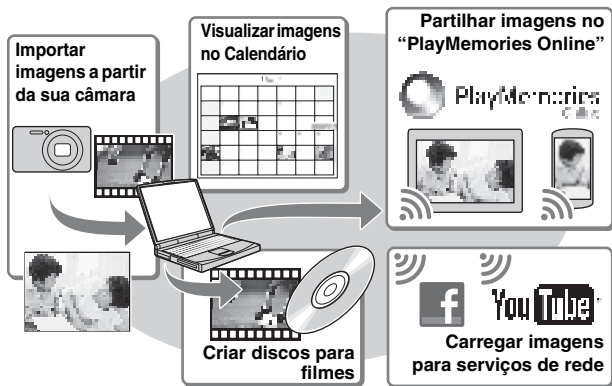 Importar
imagens a partir
da sua câmara
Visualizar imagens
no Calendário
Partilhar imagens no
“PlayMemories Online”
PlayMemories
Online
Criar discos para
filmes
f
You Tube
Carregar imagens
para serviços de rede